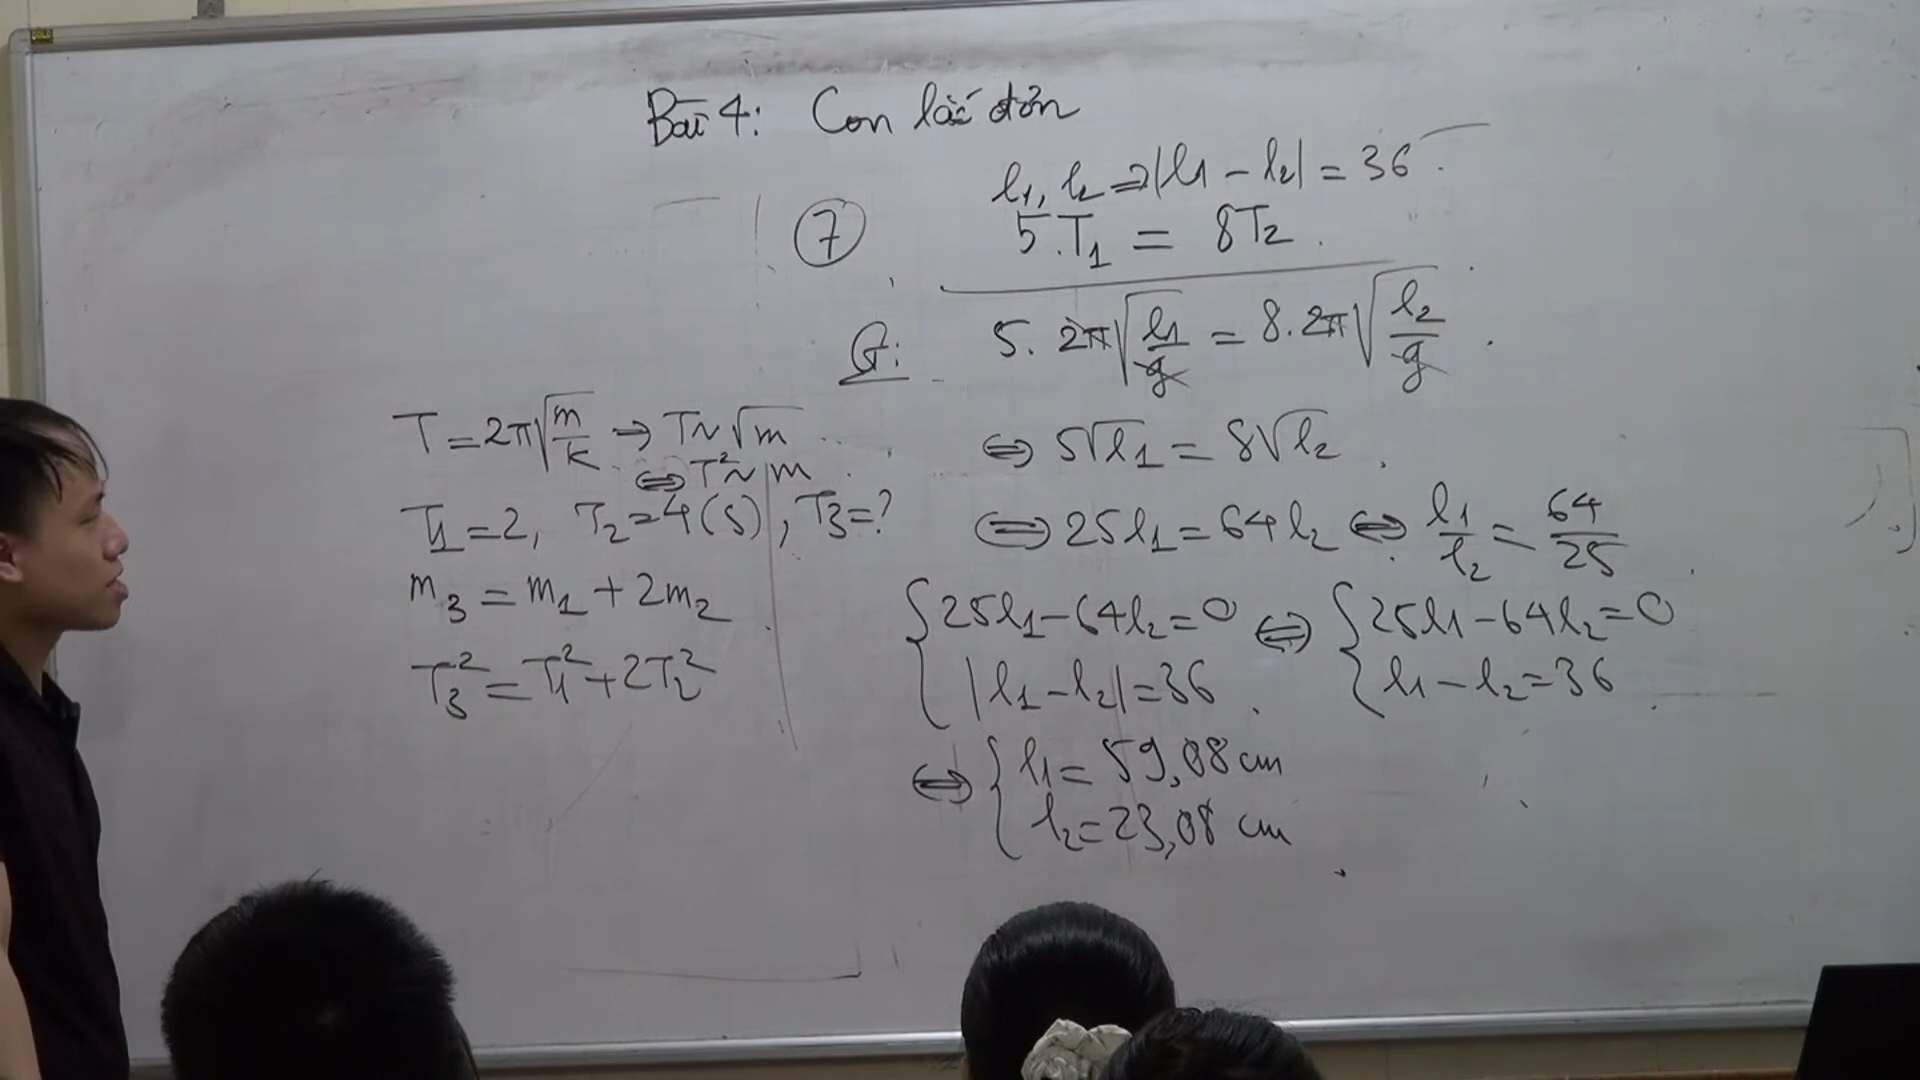 Bài 4: Con lắc đơn
7
l₁, l₂ ⇒ |l₁ - l₂| = 36
5.T₁ = 8T₂
G:
5. 2π√(l₁/g) = 8.2π√(l₂/g)
⇔ 5√l₁ = 8√l₂
⇔ 25l₁ = 64l₂ ⇔ l₁/l₂ = 64/25
{25l₁ - 64l₂ = 0 ⇔ {25l₁ - 64l₂ = 0
|l₁ - l₂| = 36 l₁ - l₂ = 36
⇔ {l₁ = 59,08 cm
l₂ = 23,08 cm
T = 2π√(m/k) → T ~ √m
⇔ T² ~ m
T₁ = 2, T₂ = 4 (s), T₃ = ?
m₃ = m₁ + 2m₂
T₃² = T₁² + 2T₂²